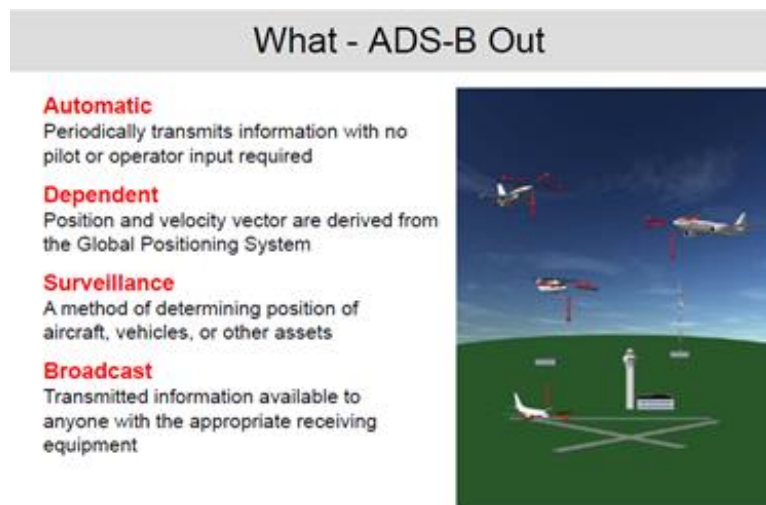 What - ADS-B Out
Automatic
Periodically transmits information with no
pilot or operator input required
Dependent
Position and velocity vector are derived from
the Global Positioning System
Surveillance
A method of determining position of
aircraft, vehicles, or other assets
Broadcast
Transmitted information available to
anyone with the appropriate receiving
equipment